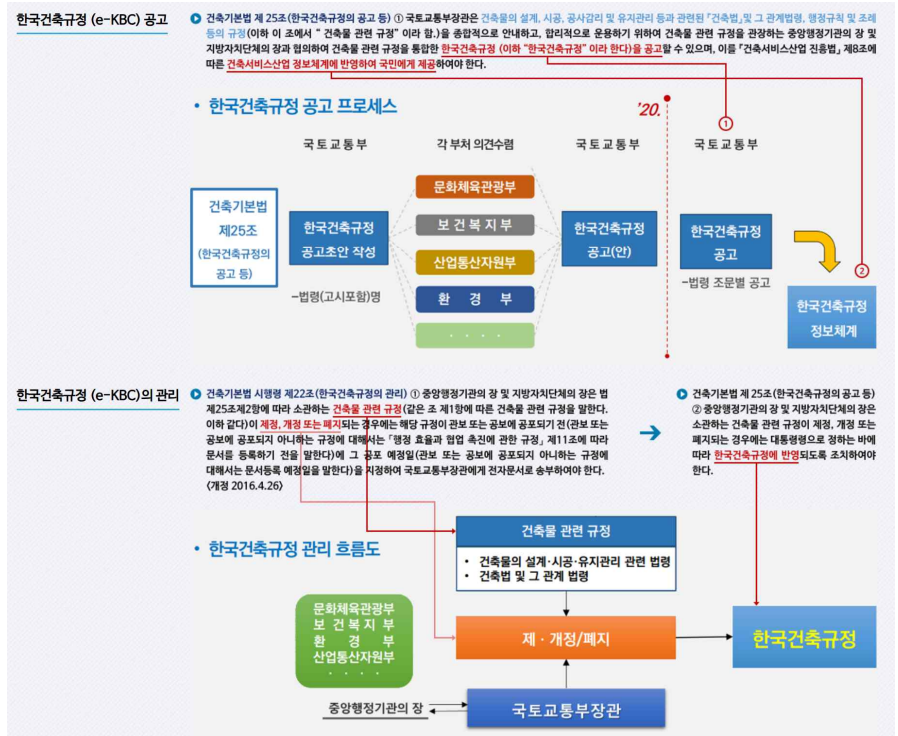 한국건축규정 (e-KBC) 공고
건축기본법 제 25조(한국건축규정의 공고 등) ① 국토교통부장관은 건축물의 설계, 시공, 공사감리 및 유지관리 등과 관련된 『건축법』및 그 관계법령, 행정규칙 및 조례
등의 규정(이하 이 조에서 “ 건축물 관련 규정” 이라 함.)을 종합적으로 안내하고, 합리적으로 운용하기 위하여 건축물 관련 규정을 관장하는 중앙행정기관의 장 및
지방자치단체의 장과 협의하여 건축물 관련 규정을 통합한 한국건축규정 (이하 “한국건축규정” 이라 한다)을 공고할 수 있으며, 이를 『건축서비스산업 진흥법』 제8조에
따른 건축서비스산업 정보체계에 반영하여 국민에게 제공하여야 한다.
• 한국건축규정 공고 프로세스
'20.
①
국토교통부
각 부처 의견수렴
국토교통부
국토교통부
건축기본법
제25조
(한국건축규정의
공고 등)
한국건축규정
공고초안 작성
-법령(고시포함)명
문화체육관광부
보건복지부
산업통산자원부
환 경 부
. . . .
한국건축규정
공고(안)
한국건축규정
공고
-법령 조문별 공고
②
한국건축규정
정보체계
한국건축규정 (e-KBC)의 관리
건축기본법 시행령 제22조(한국건축규정의 관리) ① 중앙행정기관의 장 및 지방자치단체의 장은 법
제25조제2항에 따라 소관하는 건축물 관련 규정(같은 조 제1항에 따른 건축물 관련 규정을 말한다.
이하 같다)이 제정, 개정 또는 폐지되는 경우에는 해당 규정이 관보 또는 공보에 공포되기 전(관보 또는
공보에 공포되지 아니하는 규정에 대해서는 「행정 효율과 협업 촉진에 관한 규정」 제11조에 따라
문서를 등록하기 전을 말한다)에 그 공포 예정일(관보 또는 공보에 공포되지 아니하는 규정에
대해서는 문서등록 예정일을 말한다)을 지정하여 국토교통부장관에게 전자문서로 송부하여야 한다.
〈개정 2016.4.26〉
건축기본법 제 25조(한국건축규정의 공고 등)
② 중앙행정기관의 장 및 지방자치단체의 장은
소관하는 건축물 관련 규정이 제정, 개정 또는
폐지되는 경우에는 대통령령으로 정하는 바에
따라 한국건축규정에 반영되도록 조치하여야
한다.
• 한국건축규정 관리 흐름도
건축물 관련 규정
• 건축물의 설계·시공·유지관리 관련 법령
• 건축법 및 그 관계 법령
문화체육관광부
보 건 복 지 부
환 경 부
산업통산자원부
. . . .
제 · 개정/폐지
한국건축규정
중앙행정기관의 장
국토교통부장관